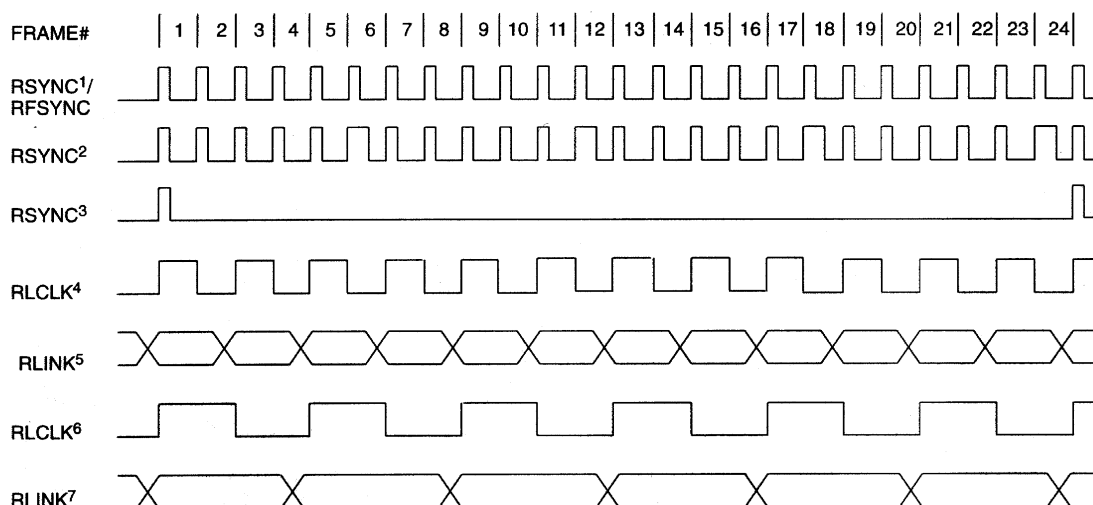 FRAME# 1 2 3 4 5 6 7 8 9 10 11 12 13 14 15 16 17 18 19 20 21 22 23 24
RSYNC¹/
RFSYNC
RSYNC²
RSYNC³
RLCLK⁴
RLINK⁵
RLCLK⁶
RLINK⁷